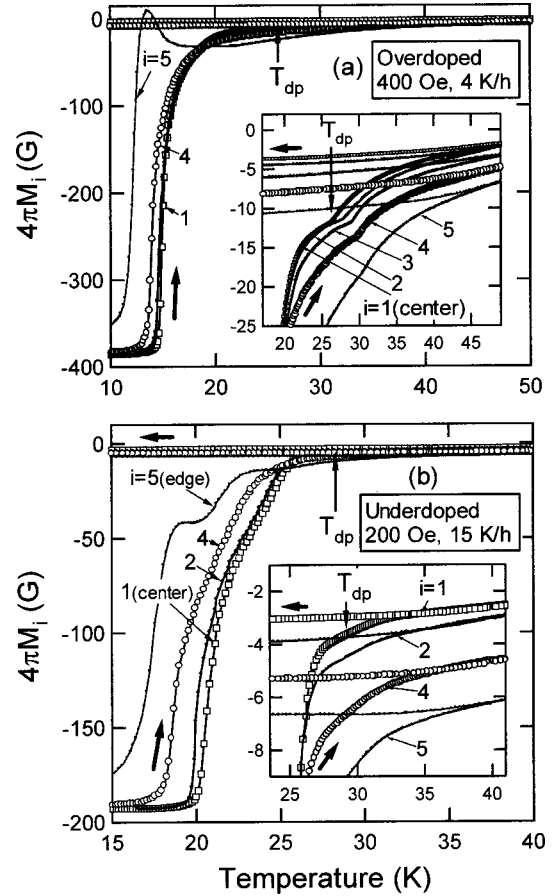 0
-100
-200
-300
-400
4πMi (G)
10
20
30
40
50
i=5
4
1
Tdp
(a)
Overdoped
400 Oe, 4 K/h
0
-5
-10
-15
-20
-25
20
25
30
35
40
45
Tdp
5
4
3
2
i=1(center)
0
-50
-100
-150
-200
4πMi (G)
15
20
25
30
35
40
i=5(edge)
4
2
1(center)
Tdp
(b)
Underdoped
200 Oe, 15 K/h
-2
-4
-6
-8
25
30
35
40
Tdp
i=1
2
4
5
Temperature (K)